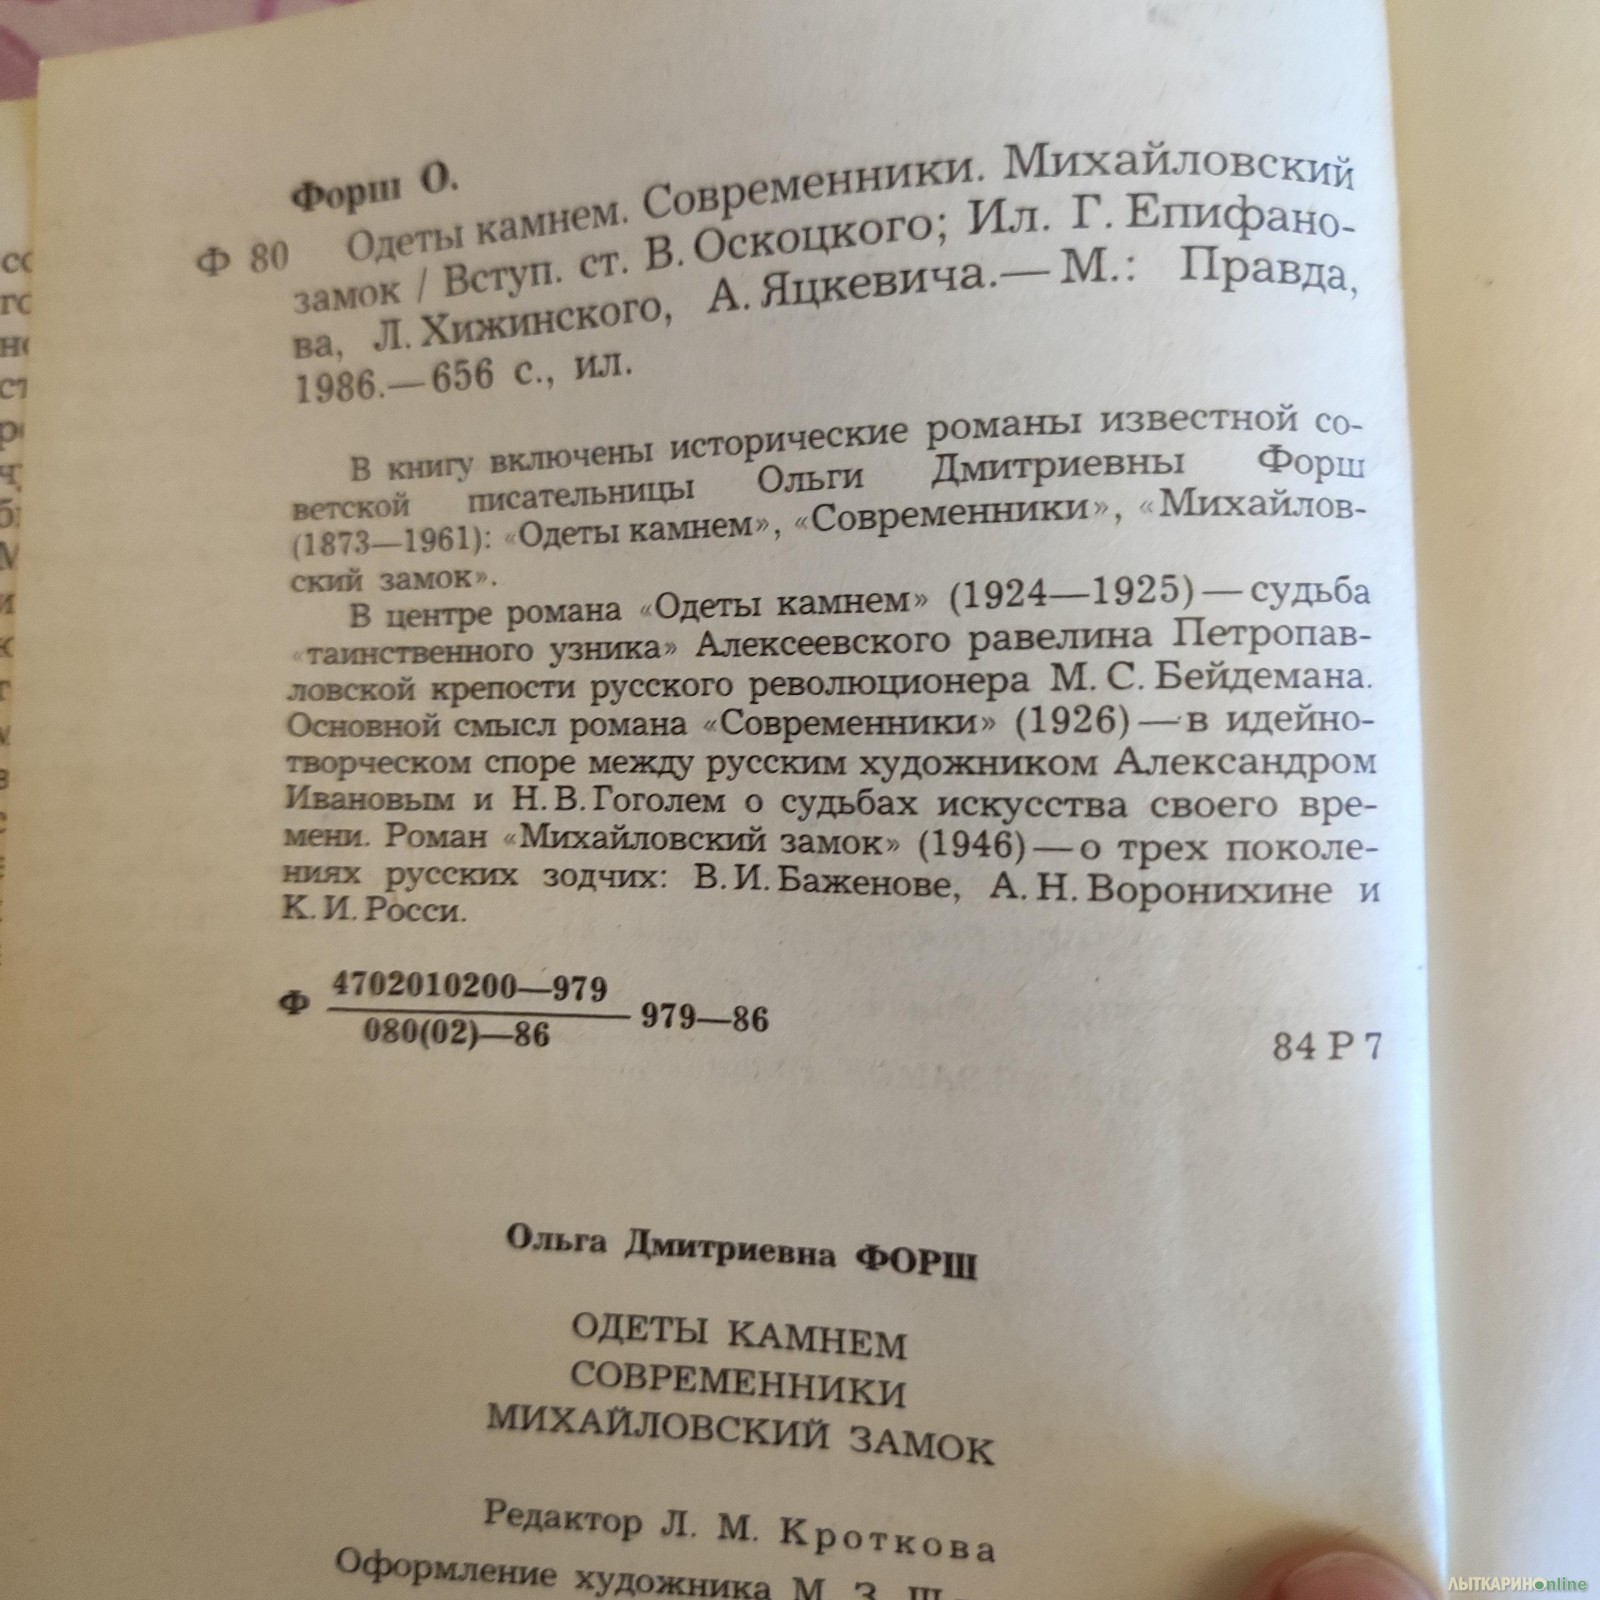 Форш О.
Ф 80 Одеты камнем. Современники. Михайловский
замок / Вступ. ст. В. Оскоцкого; Ил. Г. Епифано-
ва, Л. Хижинского, А. Яцкевича.— М.: Правда,
1986.— 656 с., ил.
В книгу включены исторические романы известной со-
ветской писательницы Ольги Дмитриевны Форш
(1873—1961): «Одеты камнем», «Современники», «Михайлов-
ский замок».
В центре романа «Одеты камнем» (1924—1925) — судьба
«таинственного узника» Алексеевского равелина Петропав-
ловской крепости русского революционера М. С. Бейдемана.
Основной смысл романа «Современники» (1926) — в идейно-
творческом споре между русским художником Александром
Ивановым и Н. В. Гоголем о судьбах искусства своего вре-
мени. Роман «Михайловский замок» (1946) — о трех поколе-
ниях русских зодчих: В. И. Баженове, А. Н. Воронихине и
К. И. Росси.
4702010200—979
Ф 979—86
080(02)—86
84 Р 7
Ольга Дмитриевна ФОРШ
ОДЕТЫ КАМНЕМ
СОВРЕМЕННИКИ
МИХАЙЛОВСКИЙ ЗАМОК
Редактор Л. М. Кроткова
Оформление художника М. З.
ЛЫТКАРИНОonline